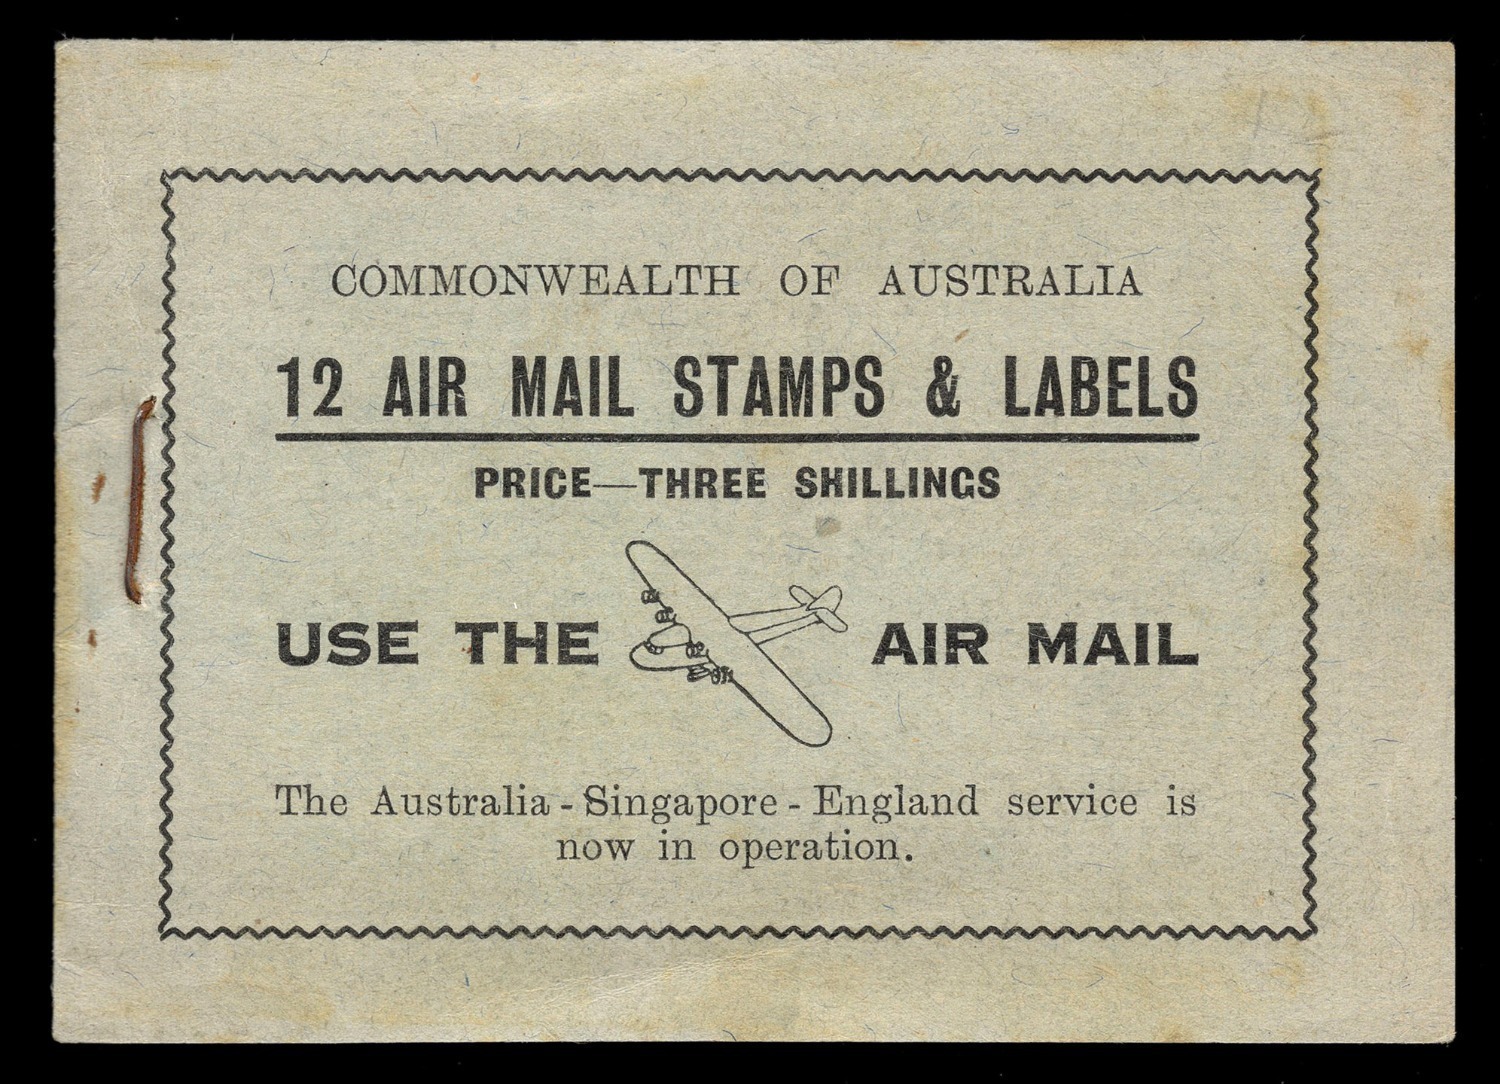 COMMONWEALTH OF AUSTRALIA
12 AIR MAIL STAMPS & LABELS
PRICE—THREE SHILLINGS
USE THE AIR MAIL
The Australia - Singapore - England service is
now in operation.